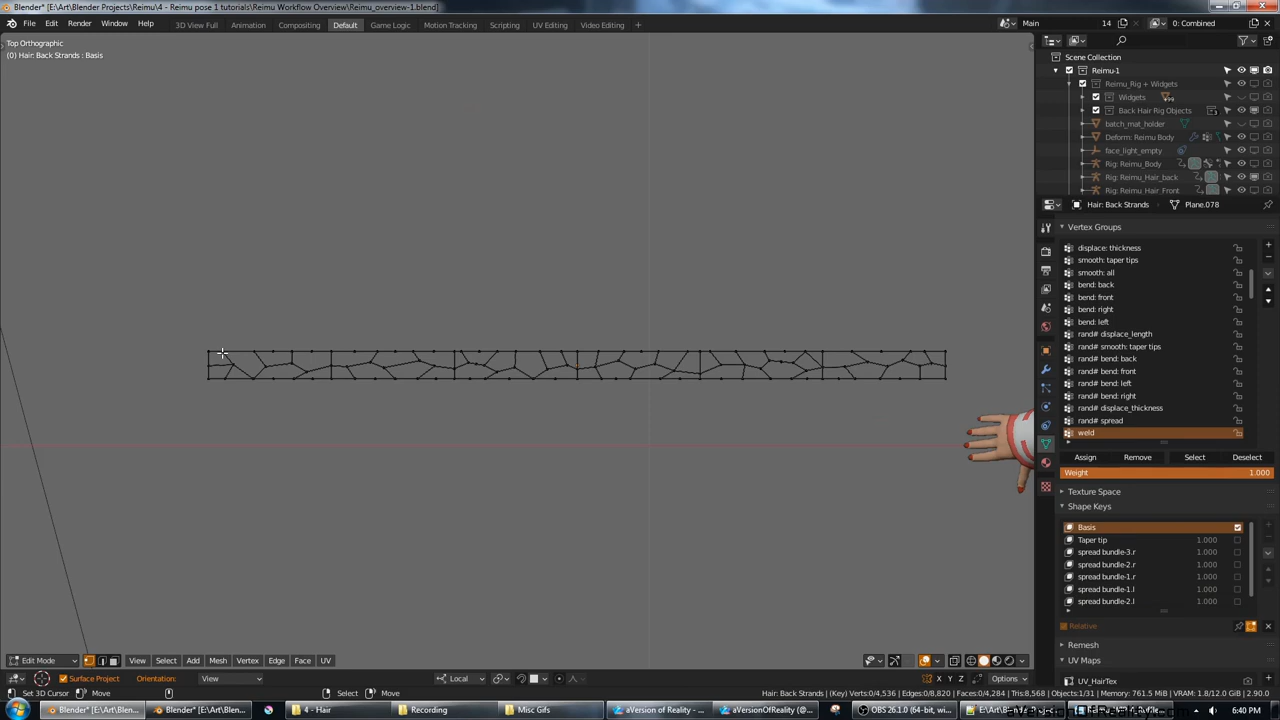 Blender* [E:\Art\Blender Projects\Reimu\4 - Reimu pose 1 tutorials\Reimu Workflow Overview\Reimu_overview-1.blend]
File Edit Render Window Help 3D View Full Animation Compositing Default Game Logic Motion Tracking Scripting UV Editing Video Editing + Main 14 0: Combined
Top Orthographic
(0) Hair: Back Strands : Basis
Scene Collection
Reimu-1
Reimu_Rig + Widgets
Widgets
Back Hair Rig Objects
batch_mat_holder
Deform: Reimu Body
face_light_empty
Rig: Reimu_Body
Rig: Reimu_Hair_back
Rig: Reimu_Hair_Front
Hair: Back Strands Plane.078
Vertex Groups
displace: thickness
smooth: taper tips
smooth: all
bend: back
bend: front
bend: right
bend: left
rand# displace_length
rand# smooth: taper tips
rand# bend: back
rand# bend: front
rand# bend: left
rand# bend: right
rand# displace_thickness
rand# spread
weld
Assign Remove Select Deselect
Weight 1.000
Texture Space
Shape Keys
Basis
Taper tip 1.000
spread bundle-3.r 1.000
spread bundle-2.r 1.000
spread bundle-1.r 1.000
spread bundle-1.l 1.000
spread bundle-2.l 1.000
Relative
Remesh
UV Maps
UV_HairTex
Edit Mode View Select Add Mesh Vertex Edge Face UV
Surface Project Orientation: View Local X Y Z Options
Set 3D Cursor Move Select Move Hair: Back Strands | (Key) Verts:0/4,536 | Edges:0/8,820 | Faces:0/4,284 | Tris:8,568 | Objects:1/31 | Memory: 761.5 MiB | VRAM: 1.8/12.0 GiB | 2.90.0
Blender* [E:\Art\Blen... Blender* [E:\Art\Blen... 4 - Hair Recording Misc Gifs aVersion of Reality - ... aVersionOfReality (@... OBS 26.1.0 (64-bit, wi... 6:40 PM